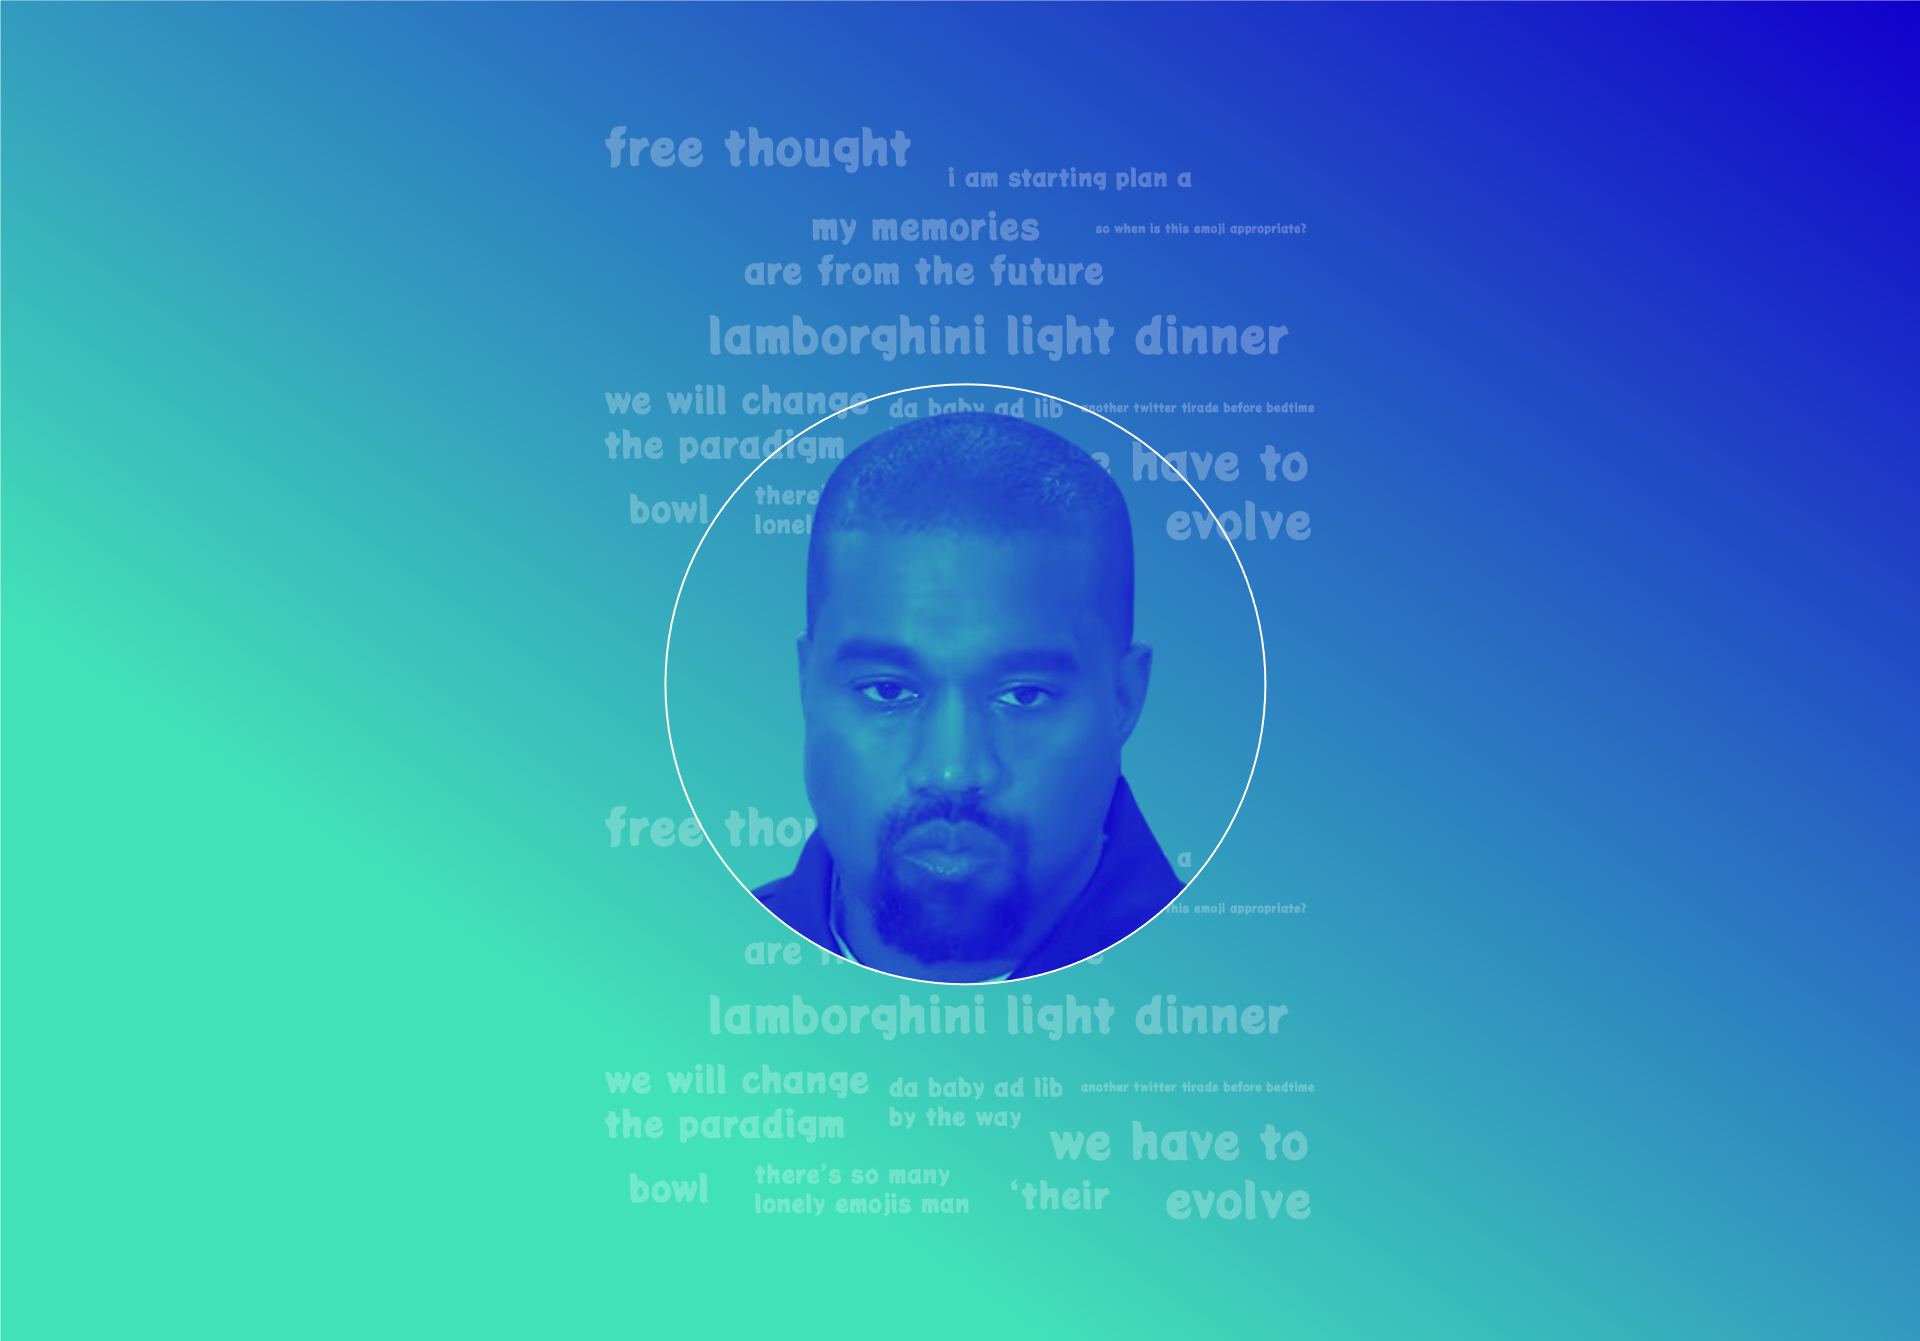 free thought
i am starting plan a
my memories
so when is this emoji appropriate?
are from the future
lamborghini light dinner
we will change
da baby ad lib
another twitter tirade before bedtime
the paradigm
have to
bowl
evolve
free
a
this emoji appropriate?
are
lamborghini light dinner
we will change
da baby ad lib
another twitter tirade before bedtime
the paradigm
by the way
we have to
bowl
there's so many
lonely emojis man
‘their
evolve